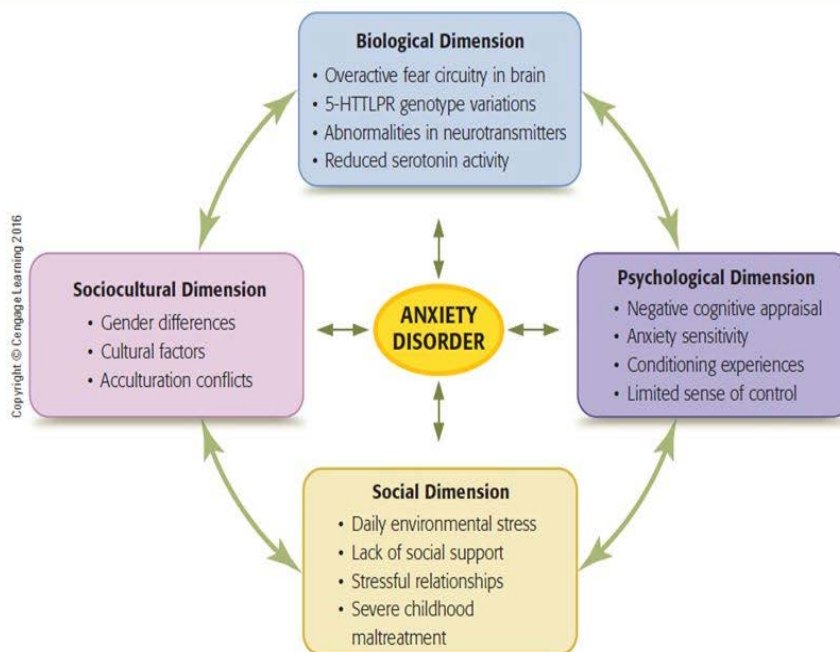 Biological Dimension
• Overactive fear circuitry in brain
• 5-HTTLPR genotype variations
• Abnormalities in neurotransmitters
• Reduced serotonin activity
Copyright © Cengage Learning 2016
Sociocultural Dimension
• Gender differences
• Cultural factors
• Acculturation conflicts
ANXIETY
DISORDER
Psychological Dimension
• Negative cognitive appraisal
• Anxiety sensitivity
• Conditioning experiences
• Limited sense of control
Social Dimension
• Daily environmental stress
• Lack of social support
• Stressful relationships
• Severe childhood
maltreatment